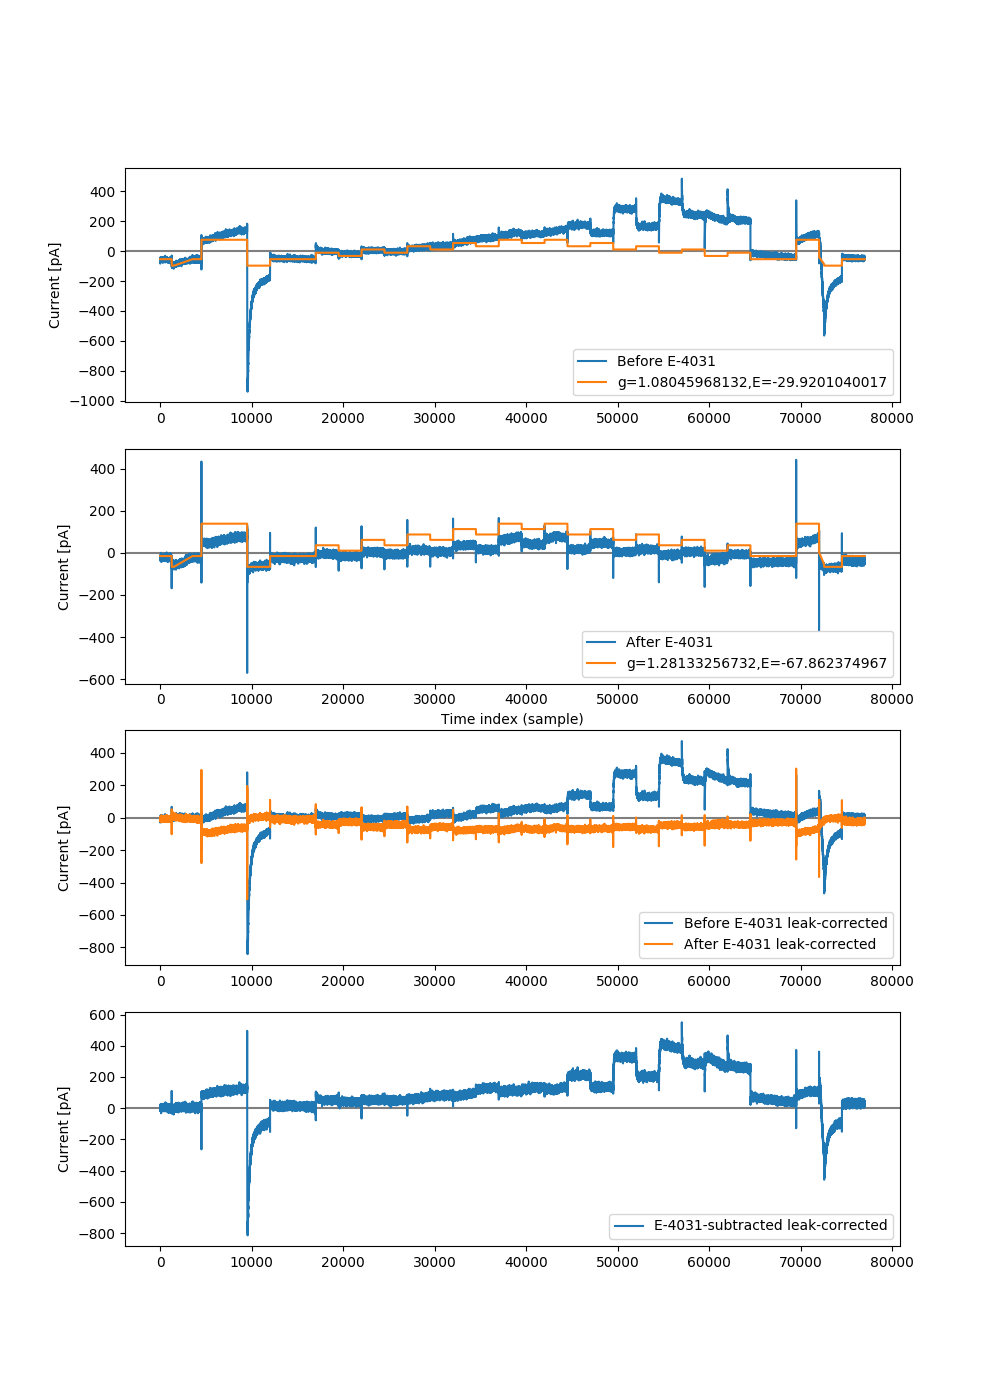 400
200
0
−200
−400
−600
−800
−1000
Current [pA]
Before E-4031
g=1.08045968132,E=-29.9201040017
0 10000 20000 30000 40000 50000 60000 70000 80000
400
200
0
−200
−400
−600
Current [pA]
After E-4031
g=1.28133256732,E=-67.862374967
0 10000 20000 30000 40000 50000 60000 70000 80000
Time index (sample)
400
200
0
−200
−400
−600
−800
Current [pA]
Before E-4031 leak-corrected
After E-4031 leak-corrected
0 10000 20000 30000 40000 50000 60000 70000 80000
600
400
200
0
−200
−400
−600
−800
Current [pA]
E-4031-subtracted leak-corrected
0 10000 20000 30000 40000 50000 60000 70000 80000